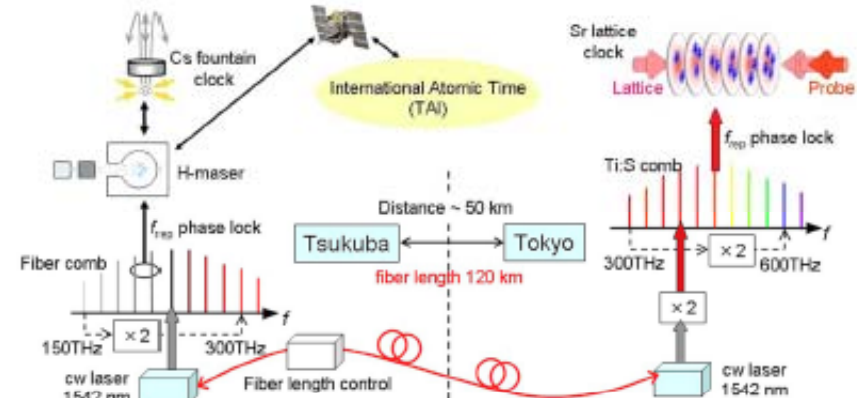 Cs fountain
clock
International Atomic Time
(TAI)
Sr lattice
clock
Lattice
Probe
H-maser
frep phase lock
Ti:S comb
f
300THz
× 2
600THz
Distance ~ 50 km
Tsukuba
Tokyo
fiber length 120 km
frep phase lock
Fiber comb
f
150THz
× 2
300THz
× 2
cw laser
1542 nm
Fiber length control
cw laser
1542 nm